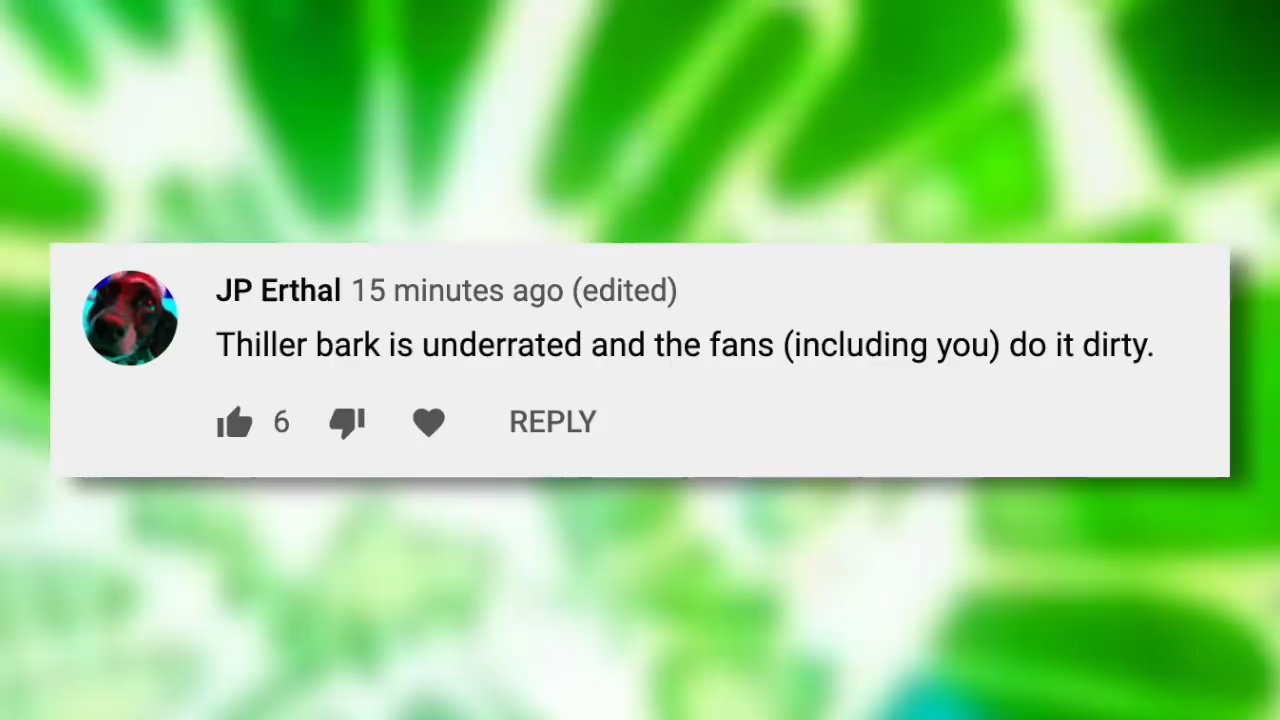 JP Erthal 15 minutes ago (edited)
Thiller bark is underrated and the fans (including you) do it dirty.
6 REPLY